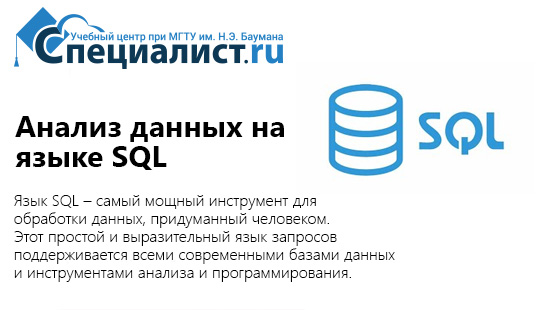 Учебный центр при МГТУ им. Н.Э. Баумана
Специалист.ru
SQL
Анализ данных на
языке SQL
Язык SQL – самый мощный инструмент для
обработки данных, придуманный человеком.
Этот простой и выразительный язык запросов
поддерживается всеми современными базами данных
и инструментами анализа и программирования.